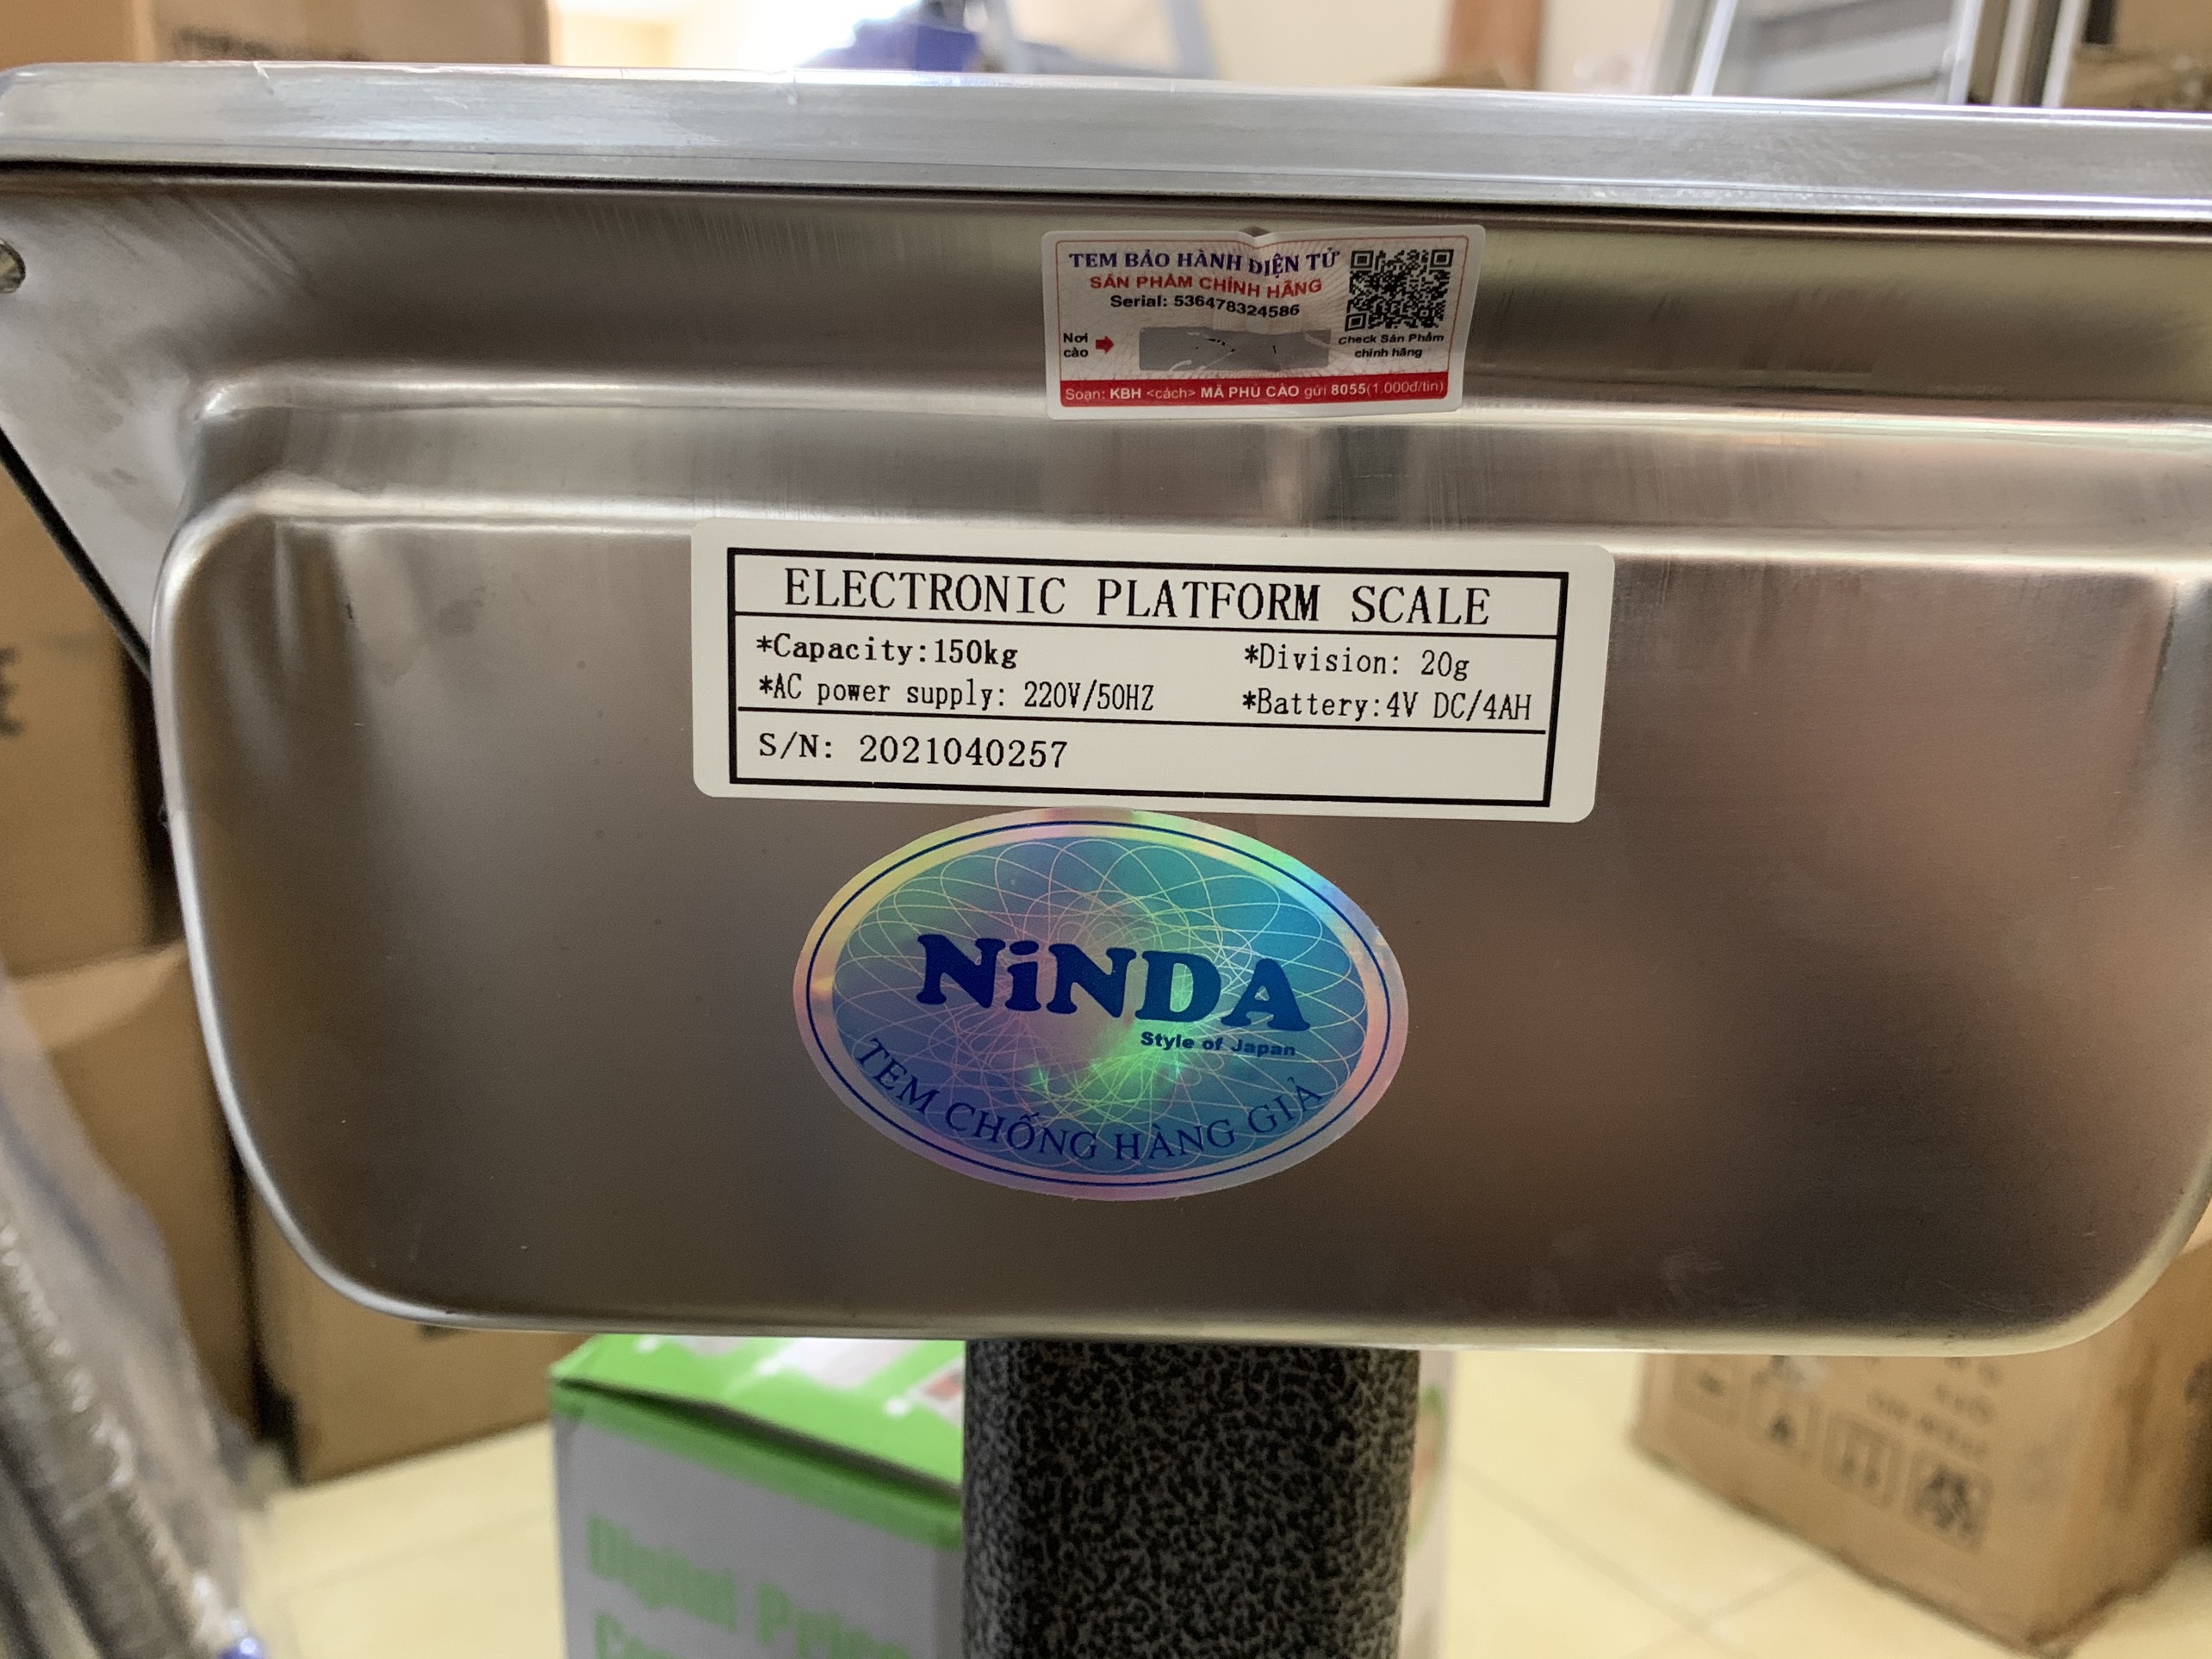 TEM BẢO HÀNH ĐIỆN TỬ
SẢN PHẨM CHÍNH HÃNG
Serial: 536478324586
Nơi
cào
Check Sản Phẩm
chính hãng
Soạn: KBH <cách> MÃ PHỦ CÀO gửi 8055(1.000đ/tin)
ELECTRONIC PLATFORM SCALE
*Capacity:150kg *Division: 20g
*AC power supply: 220V/50HZ *Battery:4V DC/4AH
S/N: 2021040257
NiNDA
Style of Japan
TEM CHỐNG HÀNG GIẢ
Digital Price